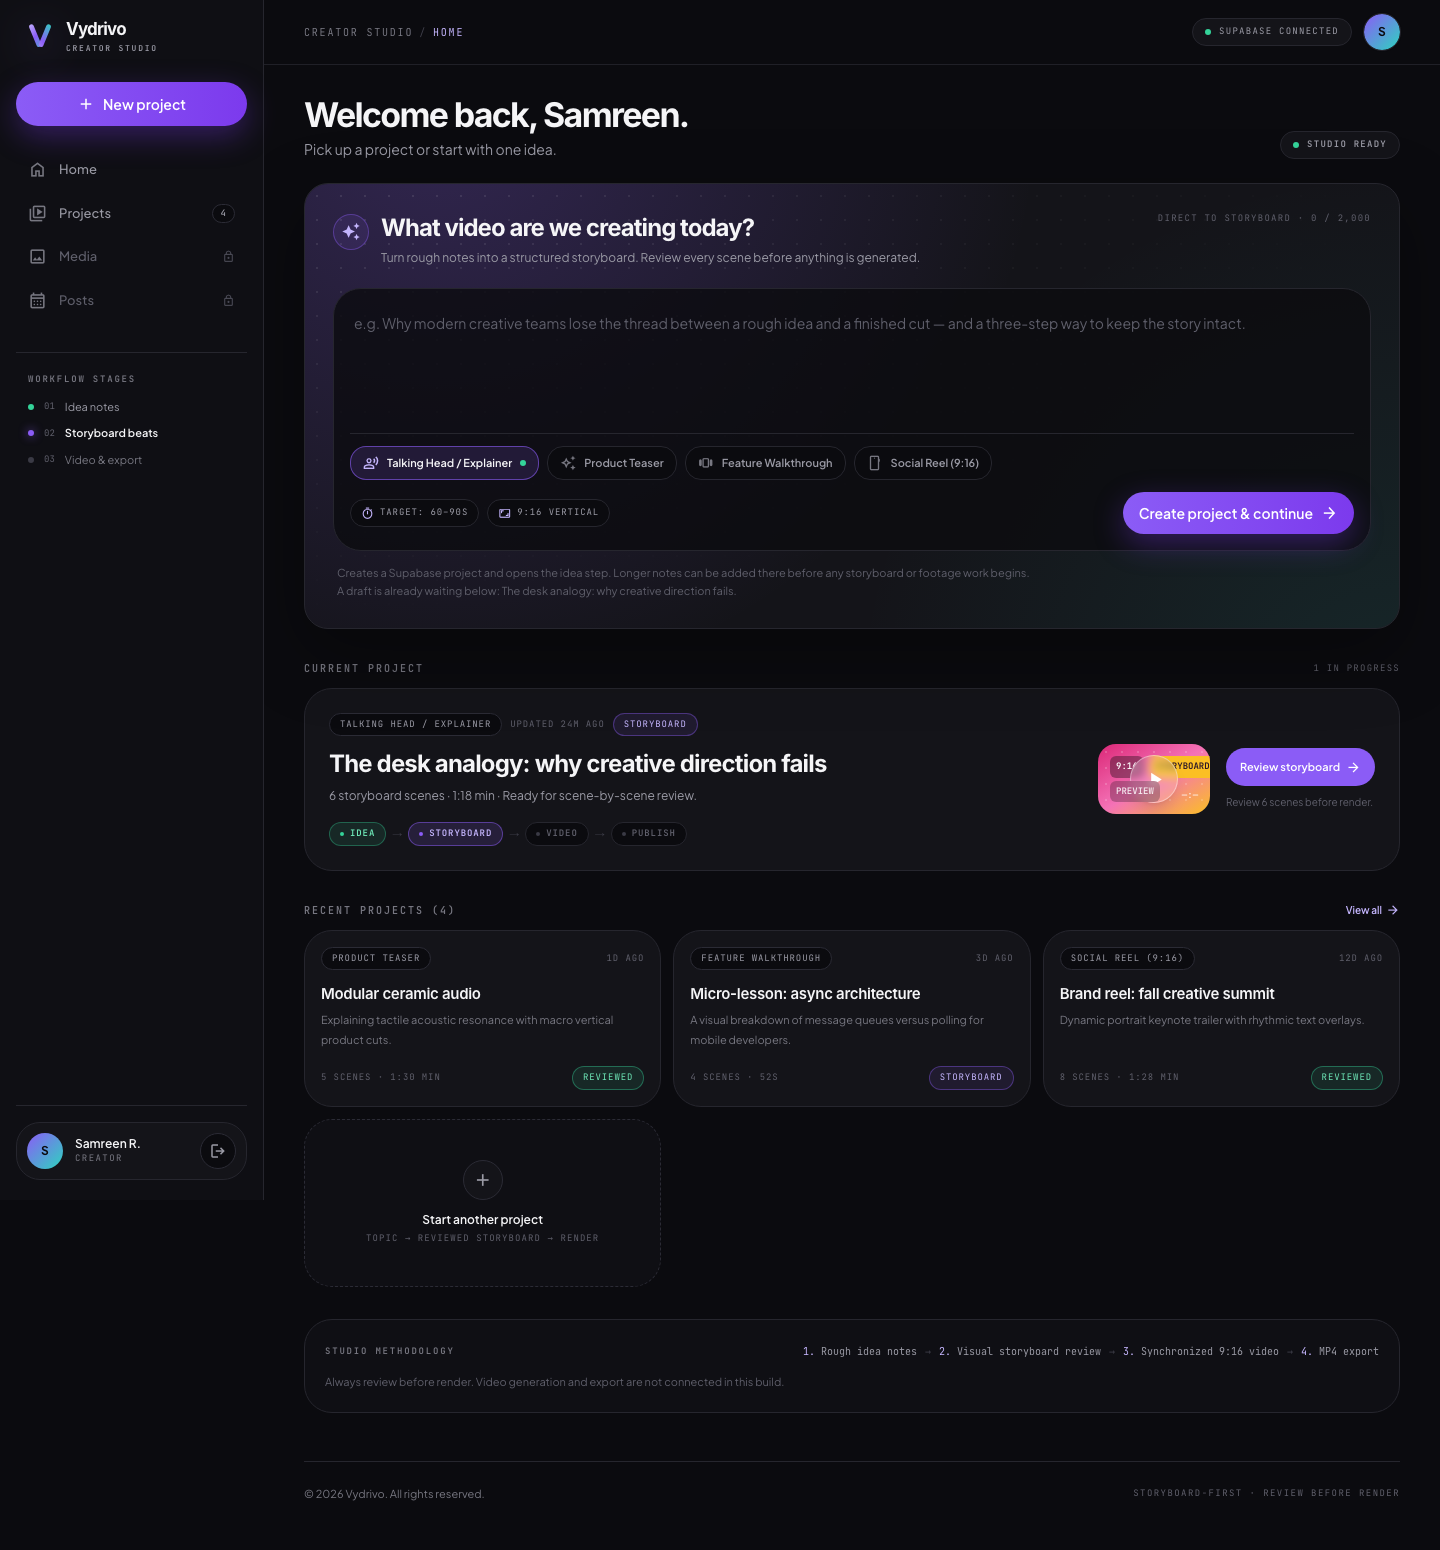 Vydrivo
CREATOR STUDIO
New project
Home
Projects 4
Media
Posts
WORKFLOW STAGES
01 Idea notes
02 Storyboard beats
03 Video & export
Samreen R.
S
CREATOR
CREATOR STUDIO / HOME
SUPABASE CONNECTED
S
Welcome back, Samreen.
Pick up a project or start with one idea.
STUDIO READY
What video are we creating today?
DIRECT TO STORYBOARD · 0 / 2,000
Turn rough notes into a structured storyboard. Review every scene before anything is generated.
e.g. Why modern creative teams lose the thread between a rough idea and a finished cut — and a three-step way to keep the story intact.
Talking Head / Explainer
Product Teaser
Feature Walkthrough
Social Reel (9:16)
TARGET: 60–90S
9:16 VERTICAL
Create project & continue →
Creates a Supabase project and opens the idea step. Longer notes can be added there before any storyboard or footage work begins.
A draft is already waiting below: The desk analogy: why creative direction fails.
CURRENT PROJECT
1 IN PROGRESS
TALKING HEAD / EXPLAINER UPDATED 24M AGO STORYBOARD
The desk analogy: why creative direction fails
6 storyboard scenes · 1:18 min · Ready for scene-by-scene review.
IDEA → STORYBOARD → VIDEO → PUBLISH
PREVIEW
—:—
Review storyboard →
Review 6 scenes before render.
RECENT PROJECTS (4)
View all →
PRODUCT TEASER 1D AGO
Modular ceramic audio
Explaining tactile acoustic resonance with macro vertical
product cuts.
5 SCENES · 1:30 MIN REVIEWED
FEATURE WALKTHROUGH 3D AGO
Micro-lesson: async architecture
A visual breakdown of message queues versus polling for
mobile developers.
4 SCENES · 52S STORYBOARD
SOCIAL REEL (9:16) 12D AGO
Brand reel: fall creative summit
Dynamic portrait keynote trailer with rhythmic text overlays.
8 SCENES · 1:28 MIN REVIEWED
Start another project
TOPIC → REVIEWED STORYBOARD → RENDER
STUDIO METHODOLOGY
1. Rough idea notes → 2. Visual storyboard review → 3. Synchronized 9:16 video → 4. MP4 export
Always review before render. Video generation and export are not connected in this build.
© 2026 Vydrivo. All rights reserved.
STORYBOARD-FIRST · REVIEW BEFORE RENDER